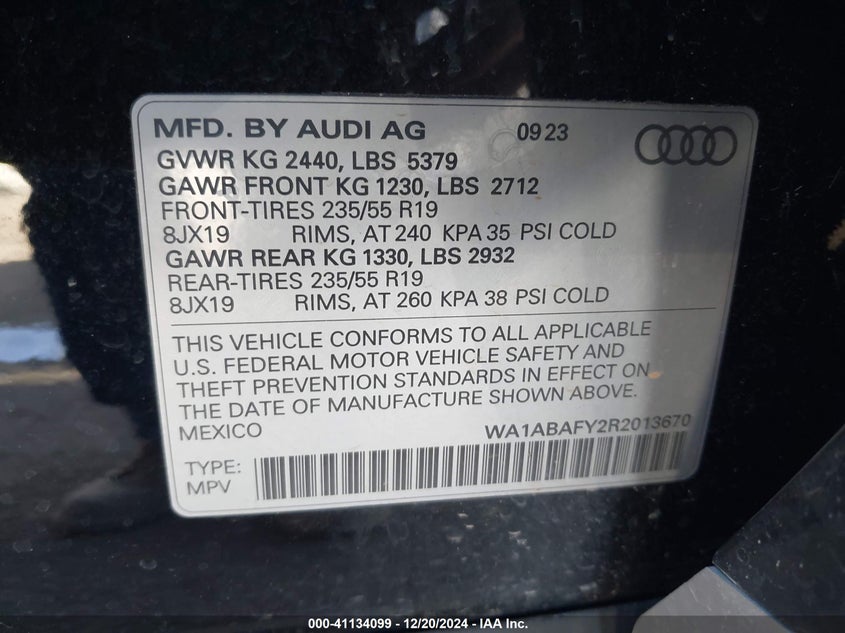 MFD. BY AUDI AG 09 23
GVWR KG 2440, LBS 5379
GAWR FRONT KG 1230, LBS 2712
FRONT-TIRES 235/55 R19
8JX19 RIMS, AT 240 KPA 35 PSI COLD
GAWR REAR KG 1330, LBS 2932
REAR-TIRES 235/55 R19
8JX19 RIMS, AT 260 KPA 38 PSI COLD
THIS VEHICLE CONFORMS TO ALL APPLICABLE
U.S. FEDERAL MOTOR VEHICLE SAFETY AND
THEFT PREVENTION STANDARDS IN EFFECT ON
THE DATE OF MANUFACTURE SHOWN ABOVE.
MEXICO WA1ABAFY2R2013670
TYPE:
MPV
000-41134099 - 12/20/2024 - IAA Inc.